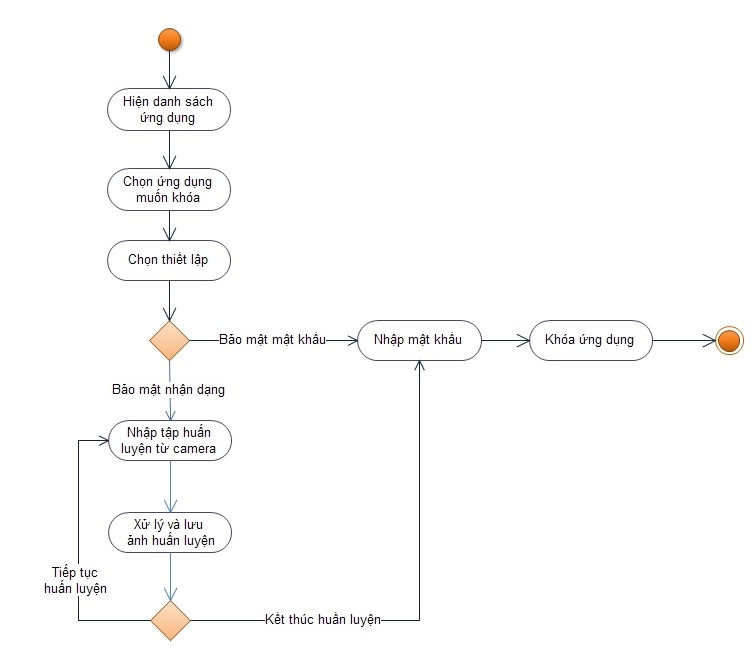 Hiện danh sách
ứng dụng
Chọn ứng dụng
muốn khóa
Chọn thiết lập
Bảo mật mật khẩu
Nhập mật khẩu
Khóa ứng dụng
Bảo mật nhận dạng
Nhập tập huấn
luyện từ camera
Xử lý và lưu
ảnh huấn luyện
Tiếp tục
huấn luyện
Kết thúc huấn luyện